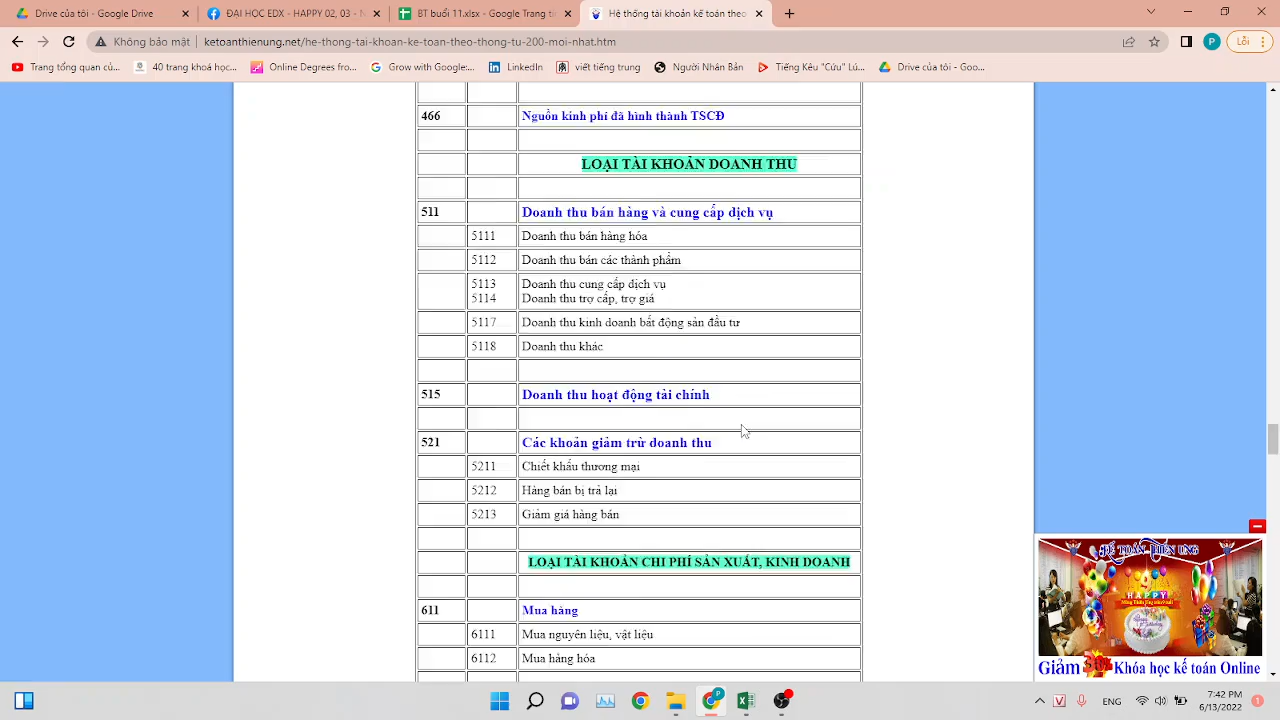 - Google Drive
ĐẠI HỌC EDX - HAPPY 02, 03 - N
BT buổi 11.xlsx - Google Trang tí
Hệ thống tài khoản kế toán theo
Không bảo mật | ketoanthienung.net/he-thong-tai-khoan-ke-toan-theo-thong-tu-200-moi-nhat.htm
P
Lỗi
Trang tổng quan củ...
40 trang khoá học...
Online Degrees fro...
Grow with Google...
LinkedIn
viết tiếng trung
Người Nhân Bản
Tiếng Kêu "Cứu" Lú...
Drive của tôi - Goo...
466 Nguồn kinh phí đã hình thành TSCĐ
LOẠI TÀI KHOẢN DOANH THU
511 Doanh thu bán hàng và cung cấp dịch vụ
5111 Doanh thu bán hàng hóa
5112 Doanh thu bán các thành phẩm
5113 Doanh thu cung cấp dịch vụ
5114 Doanh thu trợ cấp, trợ giá
5117 Doanh thu kinh doanh bất động sản đầu tư
5118 Doanh thu khác
515 Doanh thu hoạt động tài chính
521 Các khoản giảm trừ doanh thu
5211 Chiết khấu thương mại
5212 Hàng bán bị trả lại
5213 Giảm giá hàng bán
LOẠI TÀI KHOẢN CHI PHÍ SẢN XUẤT, KINH DOANH
611 Mua hàng
6111 Mua nguyên liệu, vật liệu
6112 Mua hàng hóa
KẾ TOÁN THIÊN ƯNG
9
HAPPY
Giảm
Khóa học kế toán Online
P
V
ENG
7:42 PM
6/13/2022
1